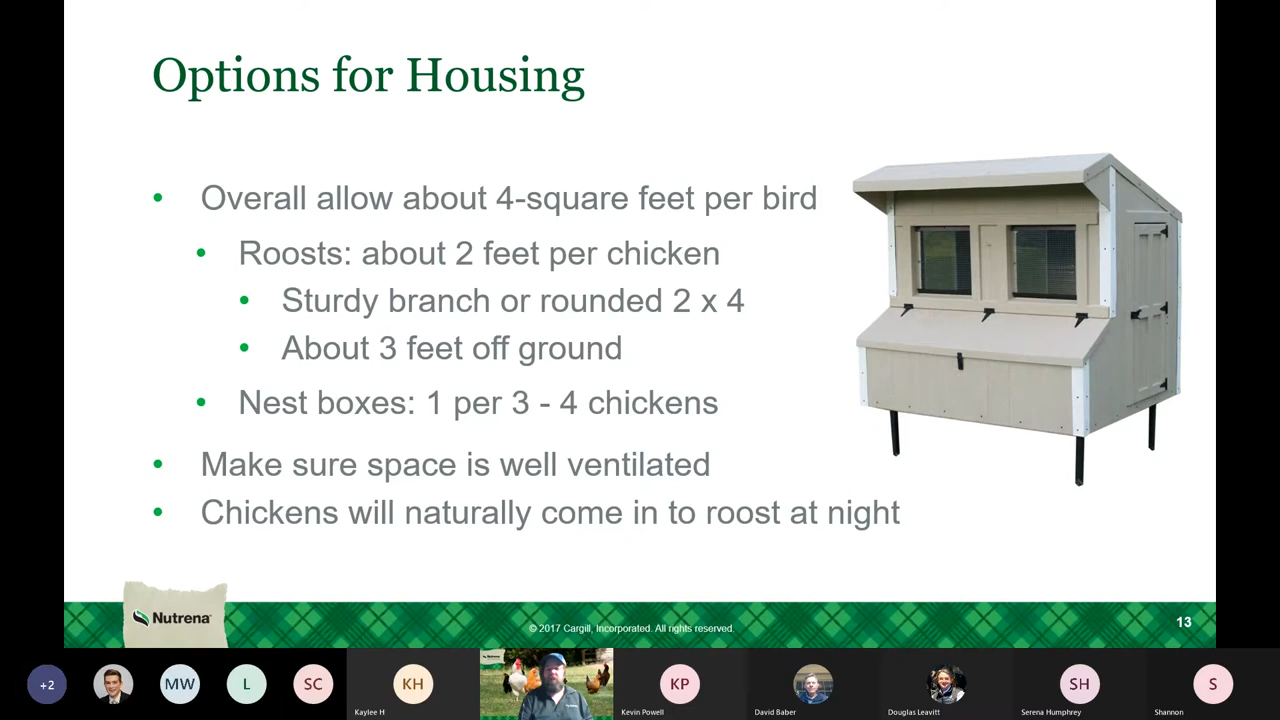 Options for Housing
• Overall allow about 4-square feet per bird
• Roosts: about 2 feet per chicken
• Sturdy branch or rounded 2 x 4
• About 3 feet off ground
• Nest boxes: 1 per 3 - 4 chickens
• Make sure space is well ventilated
• Chickens will naturally come in to roost at night
Nutrena
© 2017 Cargill, Incorporated. All rights reserved.
13
+2
MW
L
SC
KH
Kaylee H
Nutrena
KP
Kevin Powell
David Baber
Douglas Leavitt
SH
Serena Humphrey
S
Shannon